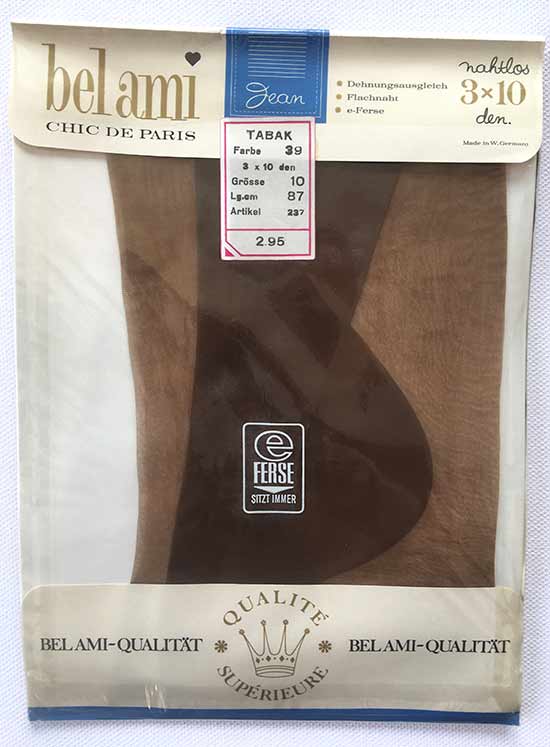 bel ami
CHIC DE PARIS
Jean
Dehnungsausgleich
Flachnaht
e-Ferse
nahtlos
3×10
den.
Made in W. Germany
TABAK
Farbe 39
3 x 10 den
Grösse 10
Lg.cm 87
Artikel 237
2.95
e
FERSE
SITZT IMMER
QUALITÉ
BEL AMI-QUALITÄT * * BEL AMI-QUALITÄT
SUPÉRIEURE